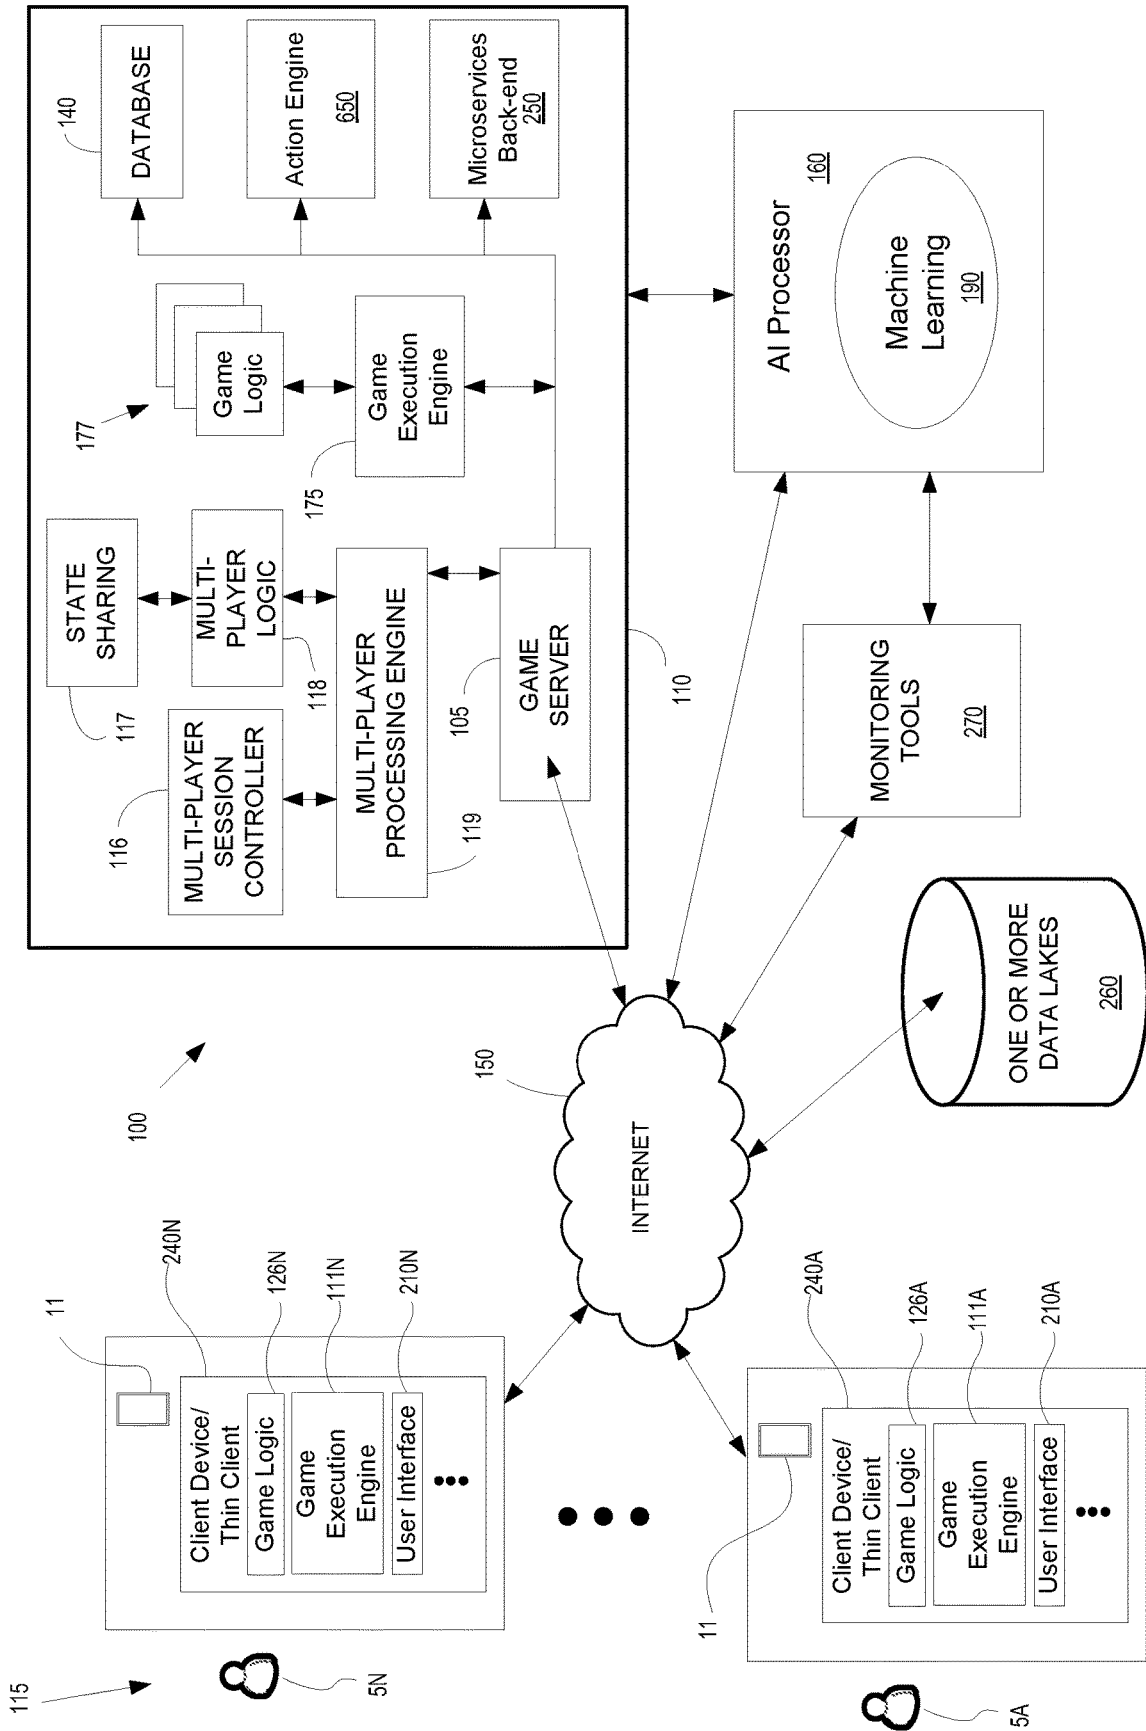 115
5N
11
240N
126N
111N
210N
Client Device/
Thin Client
Game Logic
Game
Execution
Engine
User Interface
5A
11
240A
126A
111A
210A
Client Device/
Thin Client
Game Logic
Game
Execution
Engine
User Interface
100
150
INTERNET
116
MULTI-PLAYER
SESSION
CONTROLLER
117
STATE
SHARING
118
MULTI-
PLAYER
LOGIC
MULTI-PLAYER
PROCESSING ENGINE
119
105
GAME
SERVER
110
177
Game
Logic
175
Game
Execution
Engine
140
DATABASE
Action Engine
650
Microservices
Back-end
250
AI Processor
160
Machine
Learning
190
MONITORING
TOOLS
270
ONE OR MORE
DATA LAKES
260